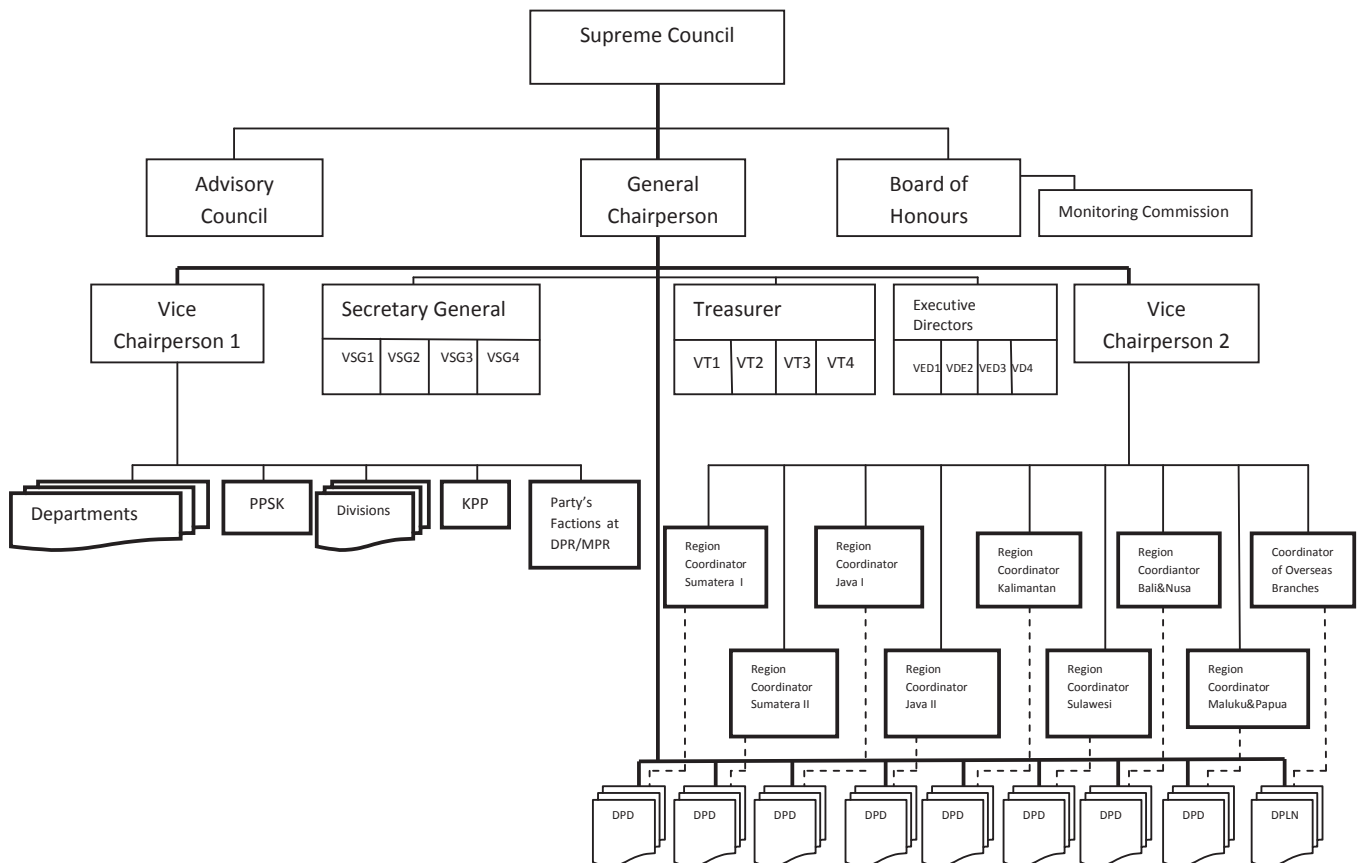 Supreme Council
Advisory
Council
General
Chairperson
Board of
Honours
Monitoring Commission
Vice
Chairperson 1
Secretary General
VSG1 VSG2 VSG3 VSG4
Treasurer
VT1 VT2 VT3 VT4
Executive
Directors
VED1 VDE2 VED3 VD4
Vice
Chairperson 2
Departments
PPSK
Divisions
KPP
Party's
Factions at
DPR/MPR
Region
Coordinator
Sumatera I
Region
Coordinator
Java I
Region
Coordinator
Kalimantan
Region
Coordiantor
Bali&Nusa
Coordinator
of Overseas
Branches
Region
Coordinator
Sumatera II
Region
Coordinator
Java II
Region
Coordinator
Sulawesi
Region
Coordinator
Maluku&Papua
DPD DPD DPD DPD DPD DPD DPD DPD DPLN